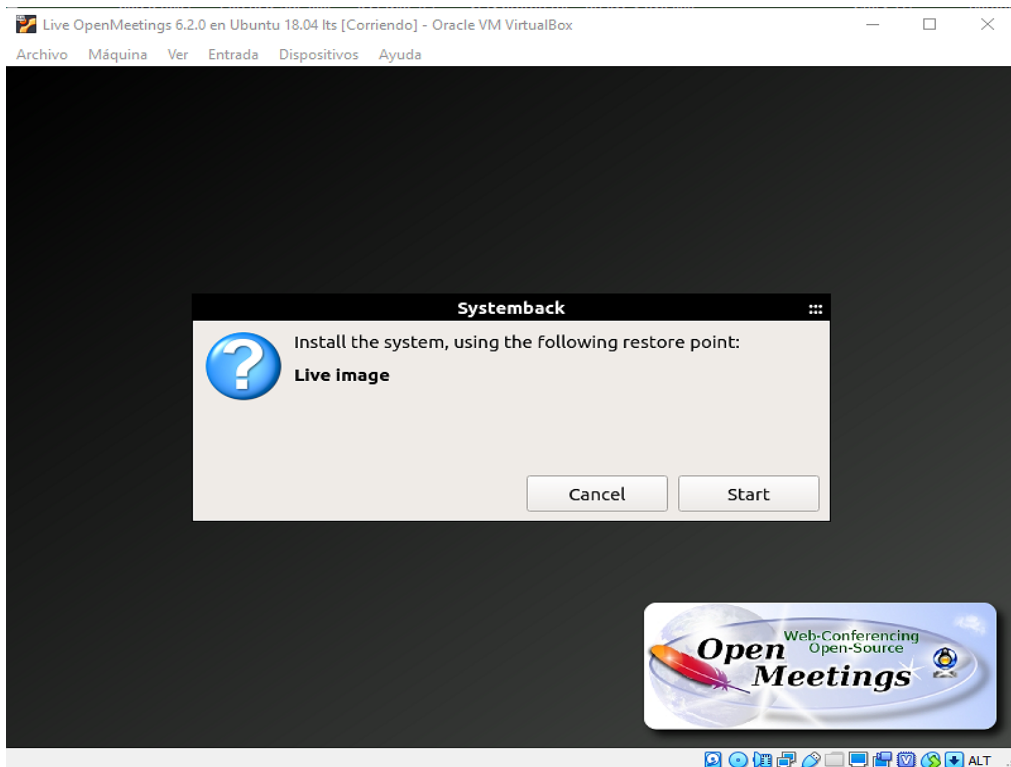 Live OpenMeetings 6.2.0 en Ubuntu 18.04 lts [Corriendo] - Oracle VM VirtualBox
Archivo Máquina Ver Entrada Dispositivos Ayuda
Systemback
Install the system, using the following restore point:
Live image
Cancel Start
Web-Conferencing
Open-Source
Open
Meetings
ALT